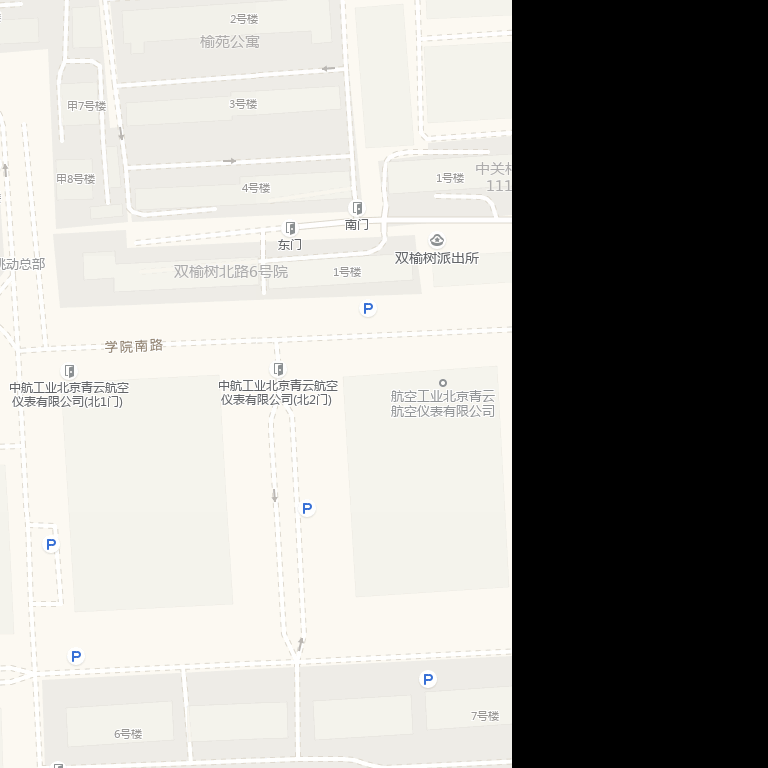 2号楼
榆苑公寓
甲7号楼
3号楼
甲8号楼
4号楼
1号楼
中关村
111
南门
东门
双榆树派出所
跳动总部
双榆树北路6号院
1号楼
P
学院南路
中航工业北京青云航空
仪表有限公司(北1门)
中航工业北京青云航空
仪表有限公司(北2门)
航空工业北京青云
航空仪表有限公司
P
P
P
P
7号楼
6号楼